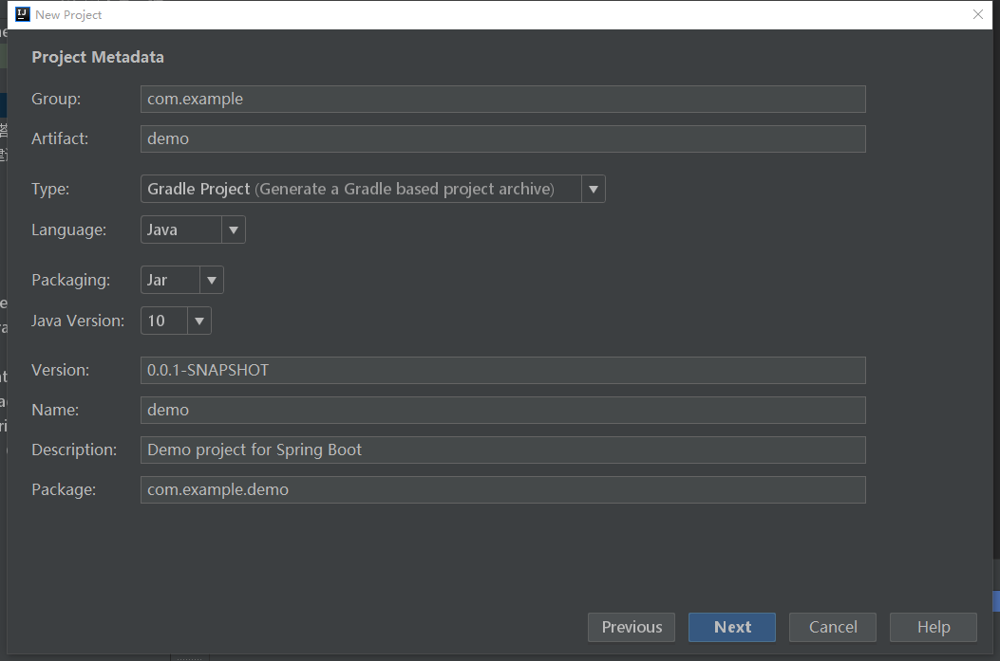 New Project
Project Metadata
Group: com.example
Artifact: demo
Type: Gradle Project (Generate a Gradle based project archive)
Language: Java
Packaging: Jar
Java Version: 10
Version: 0.0.1-SNAPSHOT
Name: demo
Description: Demo project for Spring Boot
Package: com.example.demo
Previous Next Cancel Help